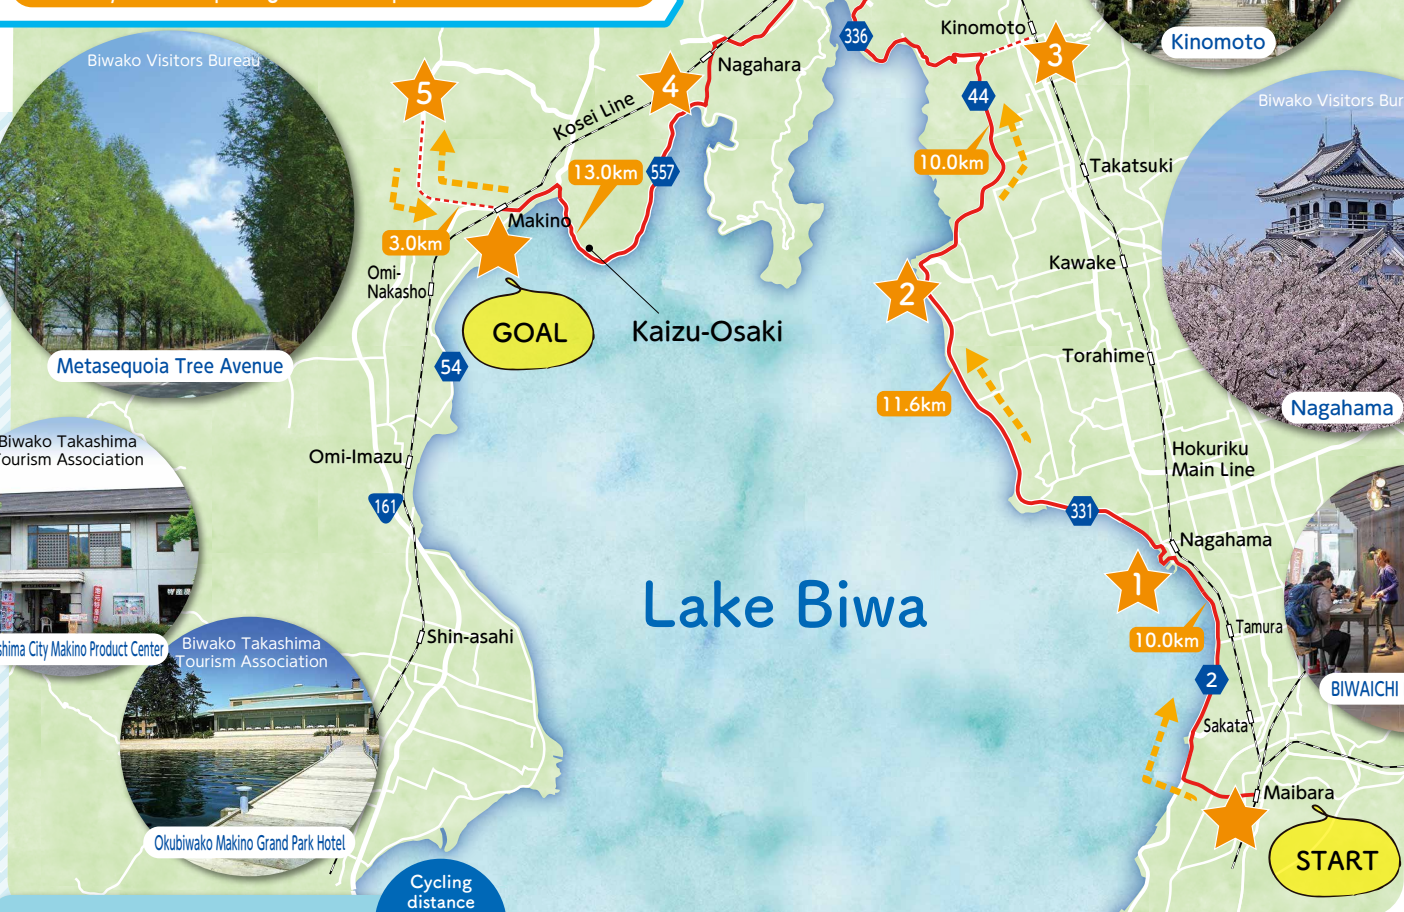 Kinomoto
336
3
Kinomoto
Biwako Visitors Bureau
5
4
Nagahara
44
Biwako Visitors Bur
Kosei Line
10.0km
Takatsuki
13.0km
557
Makino
3.0km
Omi-
Nakasho
Kawake
2
GOAL
Kaizu-Osaki
Metasequoia Tree Avenue
54
Torahime
11.6km
Nagahama
Biwako Takashima
ourism Association
Omi-Imazu
Hokuriku
Main Line
161
331
Nagahama
1
Lake Biwa
10.0km
Tamura
shima City Makino Product Center
Biwako Takashima
Tourism Association
Shin-asahi
2
BIWAICHI
Sakata
Maibara
Okubiwako Makino Grand Park Hotel
START
Cycling
distance